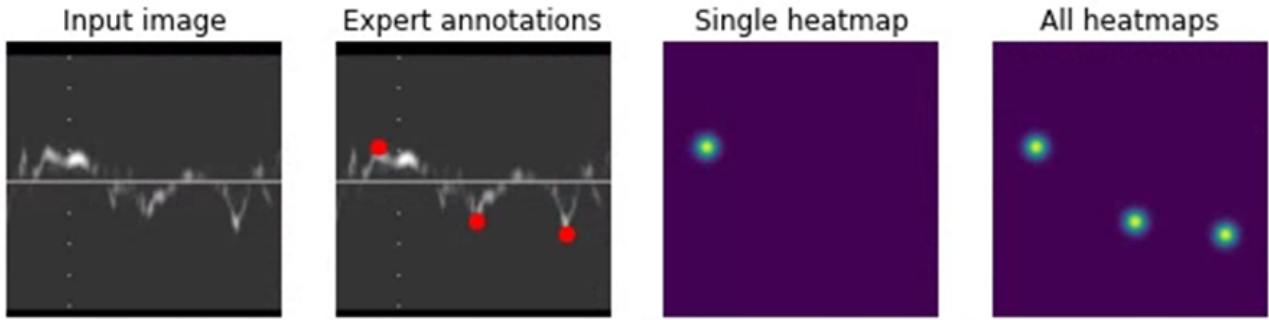 Input image
Expert annotations
Single heatmap
All heatmaps